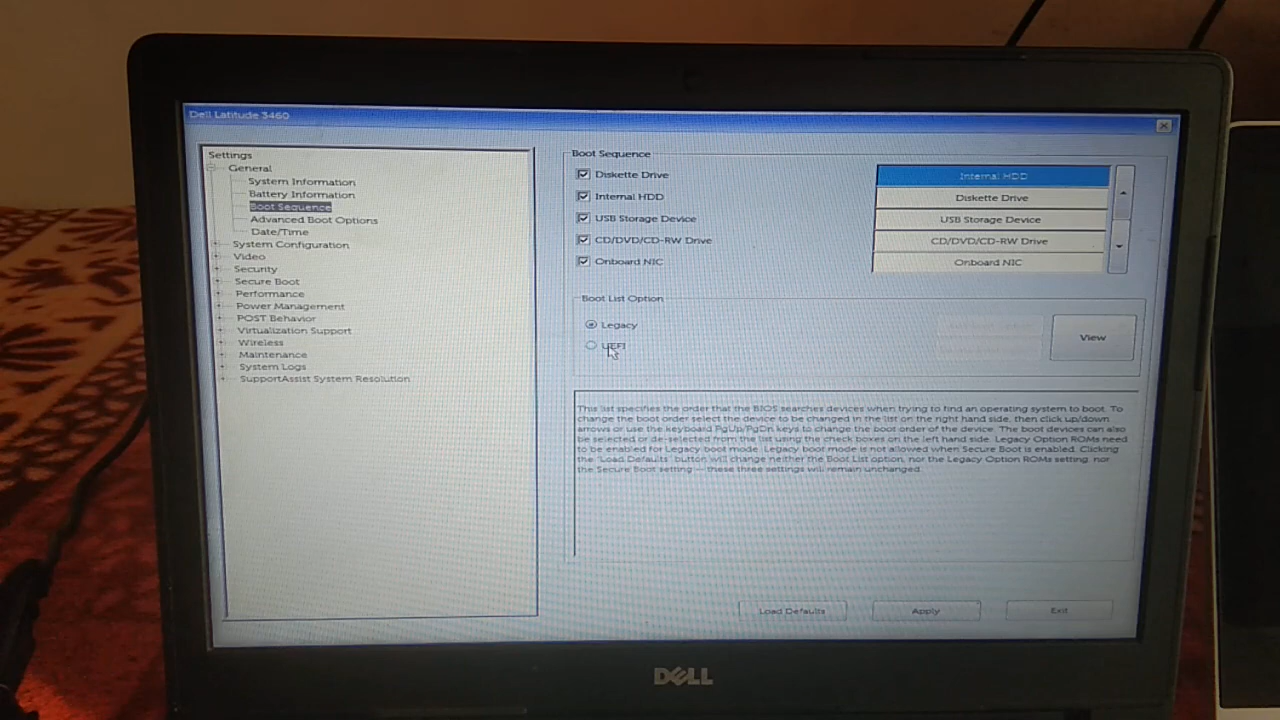 Dell Latitude 3460
Settings
General
System Information
Battery Information
Boot Sequence
Advanced Boot Options
Date/Time
System Configuration
Video
Security
Secure Boot
Performance
Power Management
POST Behavior
Virtualization Support
Wireless
Maintenance
System Logs
SupportAssist System Resolution
Boot Sequence
Diskette Drive
Internal HDD
USB Storage Device
CD/DVD/CD-RW Drive
Onboard NIC
Internal HDD
Diskette Drive
USB Storage Device
CD/DVD/CD-RW Drive
Onboard NIC
Boot List Option
Legacy
UEFI
View
This list specifies the order that the BIOS searches devices when trying to find an operating system to boot. To
change the boot order select the device to be changed in the list on the right hand side, then click up/down
arrows or use the keyboard PgUp/PgDn keys to change the boot order of the device. The boot devices can also
be selected or de-selected from the list using the check boxes on the left hand side. Legacy Option ROMs need
to be enabled for Legacy boot mode. Legacy boot mode is not allowed when Secure Boot is enabled. Clicking
the 'Load Defaults' button will change neither the Boot List option, nor the Legacy Option ROMs setting, nor
the Secure Boot setting -- these three settings will remain unchanged.
Load Defaults
Apply
Exit
DELL